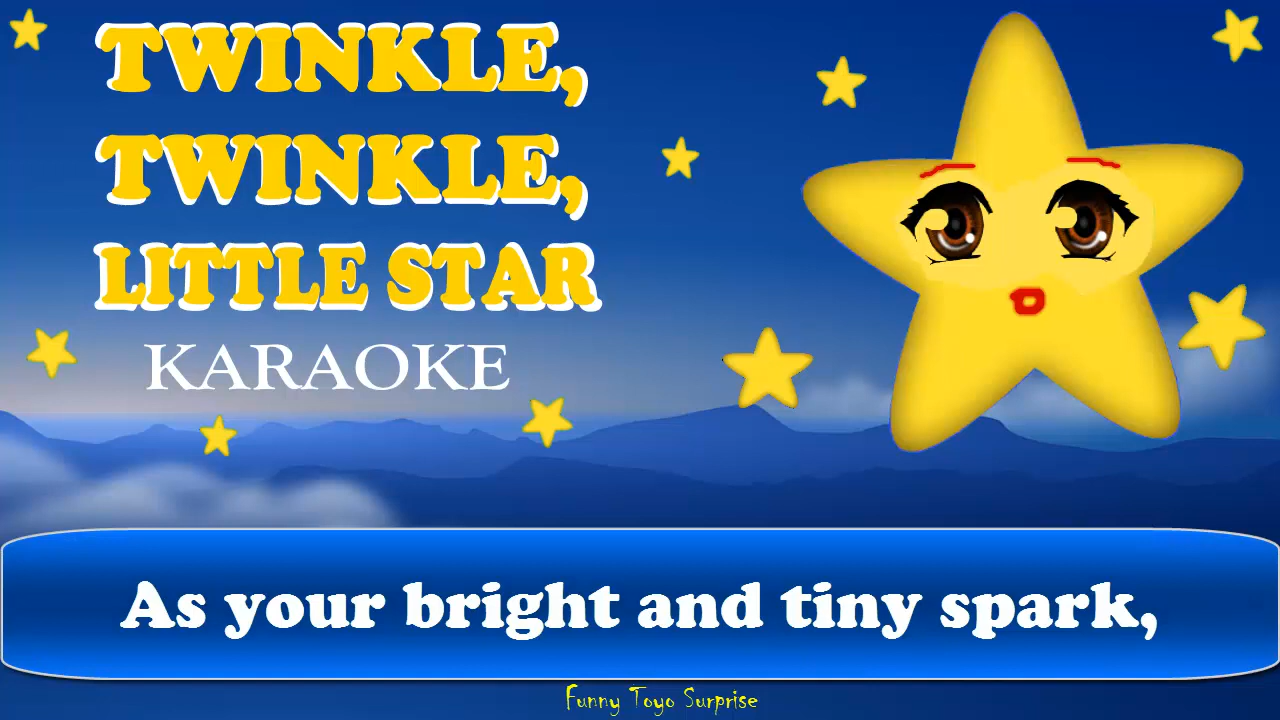 TWINKLE,
TWINKLE,
LITTLE STAR
KARAOKE
As your bright and tiny spark,
Funny Toyo Surprise